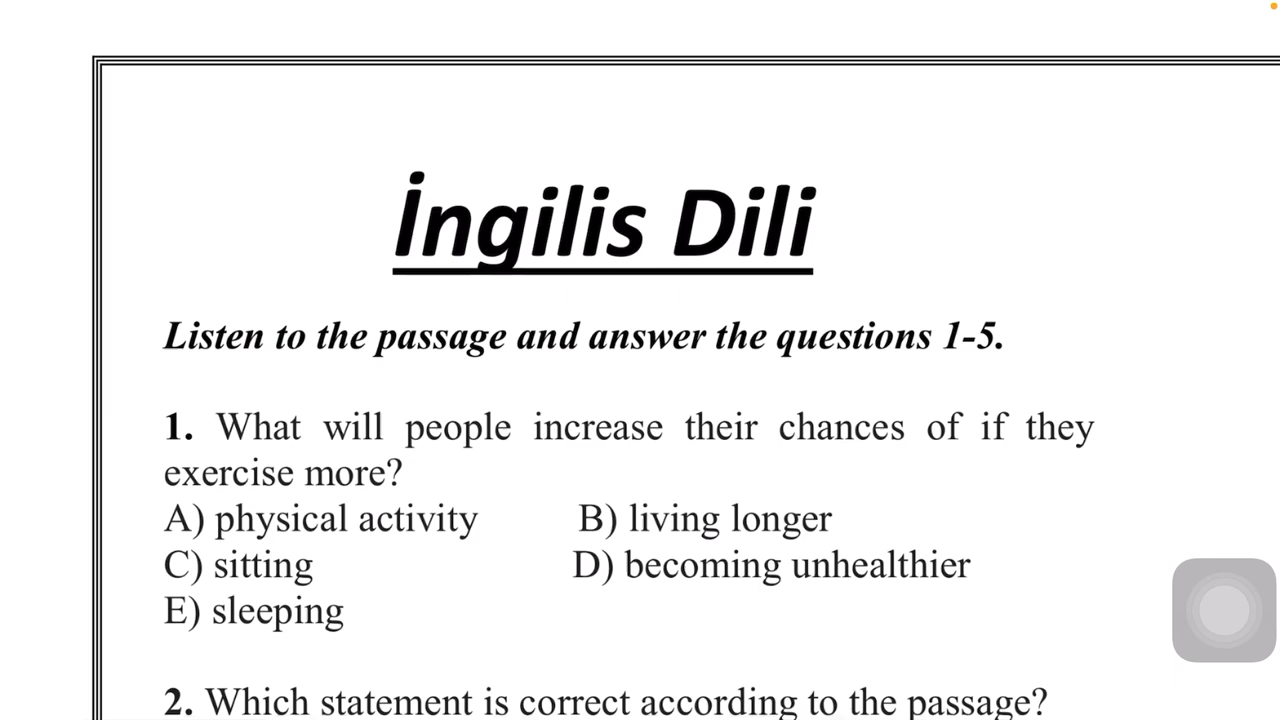 İngilis Dili
Listen to the passage and answer the questions 1-5.
1. What will people increase their chances of if they
exercise more?
A) physical activity B) living longer
C) sitting D) becoming unhealthier
E) sleeping
2. Which statement is correct according to the passage?